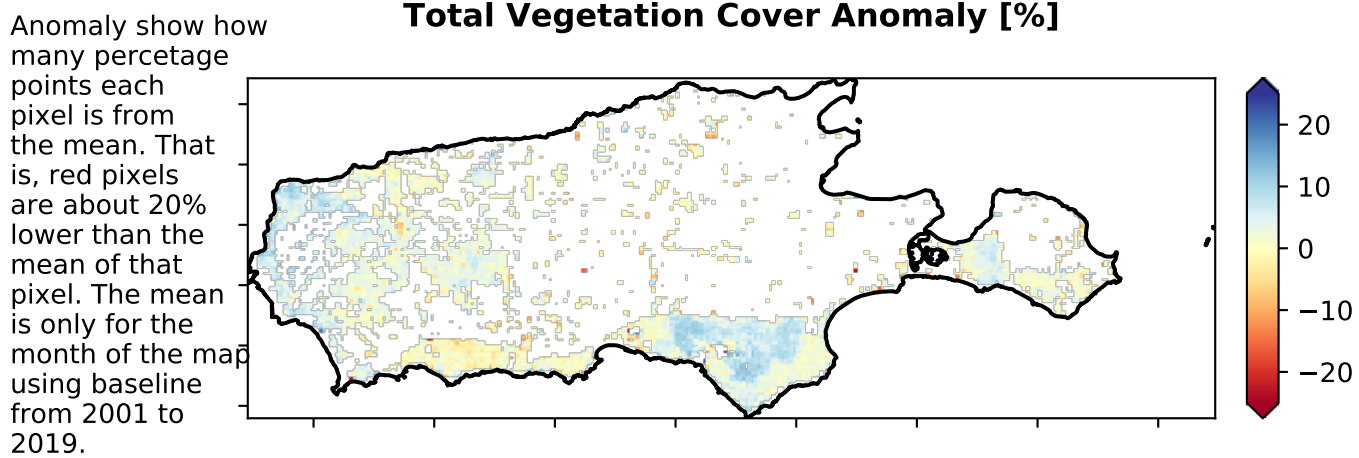 Total Vegetation Cover Anomaly [%]
Anomaly show how
many percetage
points each
pixel is from
the mean. That
is, red pixels
are about 20%
lower than the
mean of that
pixel. The mean
is only for the
month of the map
using baseline
from 2001 to
2019.
20
10
0
−10
−20